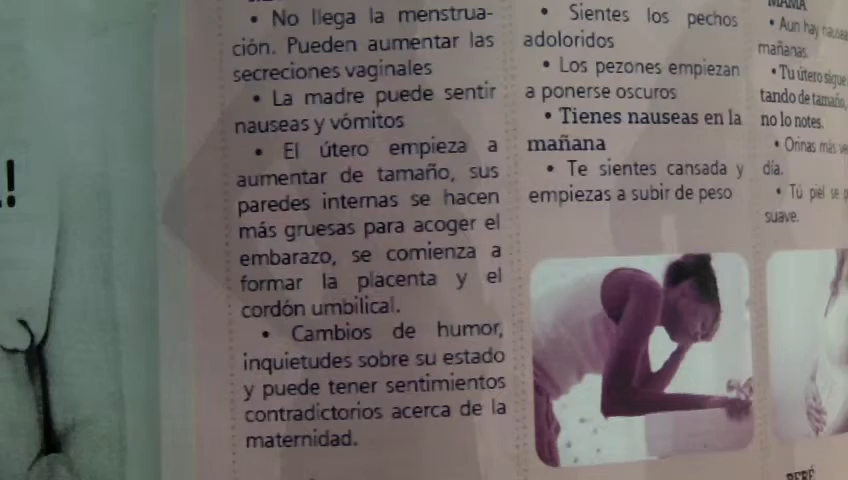 • No llega la menstrua-
ción. Pueden aumentar las
secreciones vaginales
• La madre puede sentir
nauseas y vómitos
• El útero empieza a
aumentar de tamaño, sus
paredes internas se hacen
más gruesas para acoger el
embarazo, se comienza a
formar la placenta y el
cordón umbilical.
• Cambios de humor,
inquietudes sobre su estado
y puede tener sentimientos
contradictorios acerca de la
maternidad.
• Sientes los pechos
adoloridos
• Los pezones empiezan
a ponerse oscuros
• Tienes nauseas en la
mañana
• Te sientes cansada y
empiezas a subir de peso
MAMÁ
• Aun hay
mañanas.
• Tu útero sigue
tando de tamaño,
no lo notes.
• Orinas más
día.
• Tú piel se
suave.
BEBÉ
!